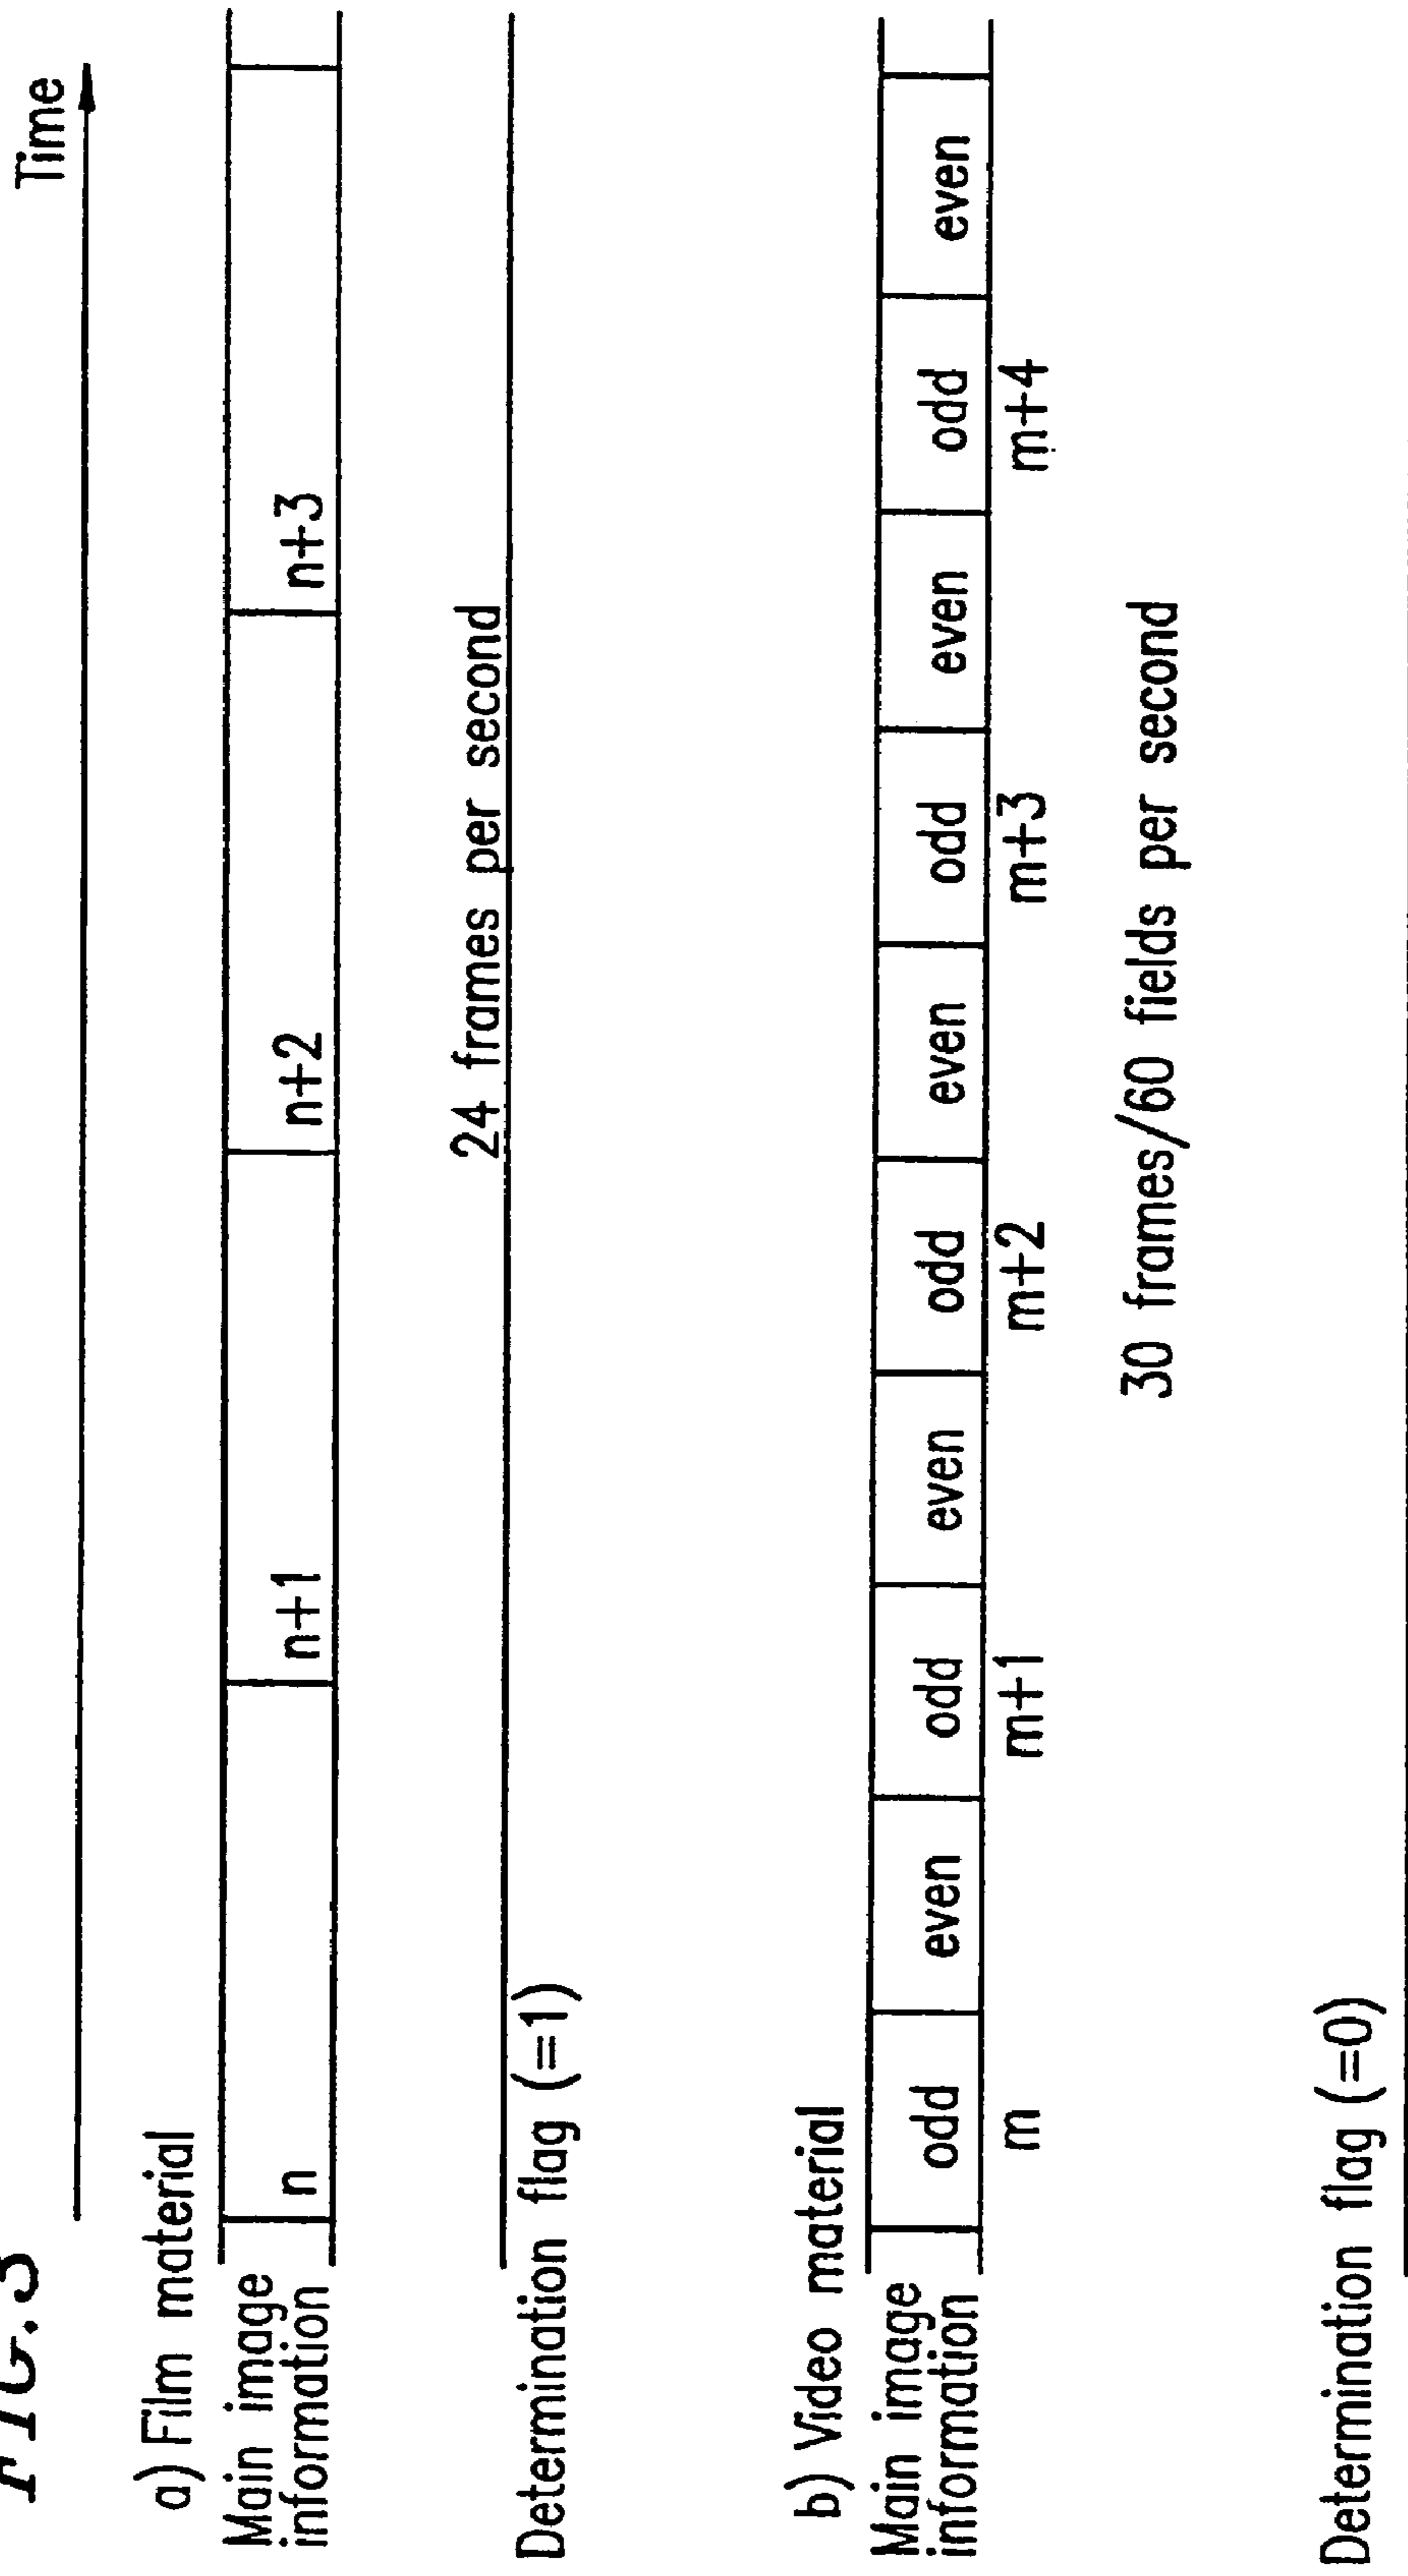 FIG.3
Time
a) Film material
Main image
information
n n+1 n+2 n+3
24 frames per second
Determination flag (=1)
b) Video material
Main image
information
odd even odd even odd even odd even odd even
m m+1 m+2 m+3 m+4
30 frames/60 fields per second
Determination flag (=0)